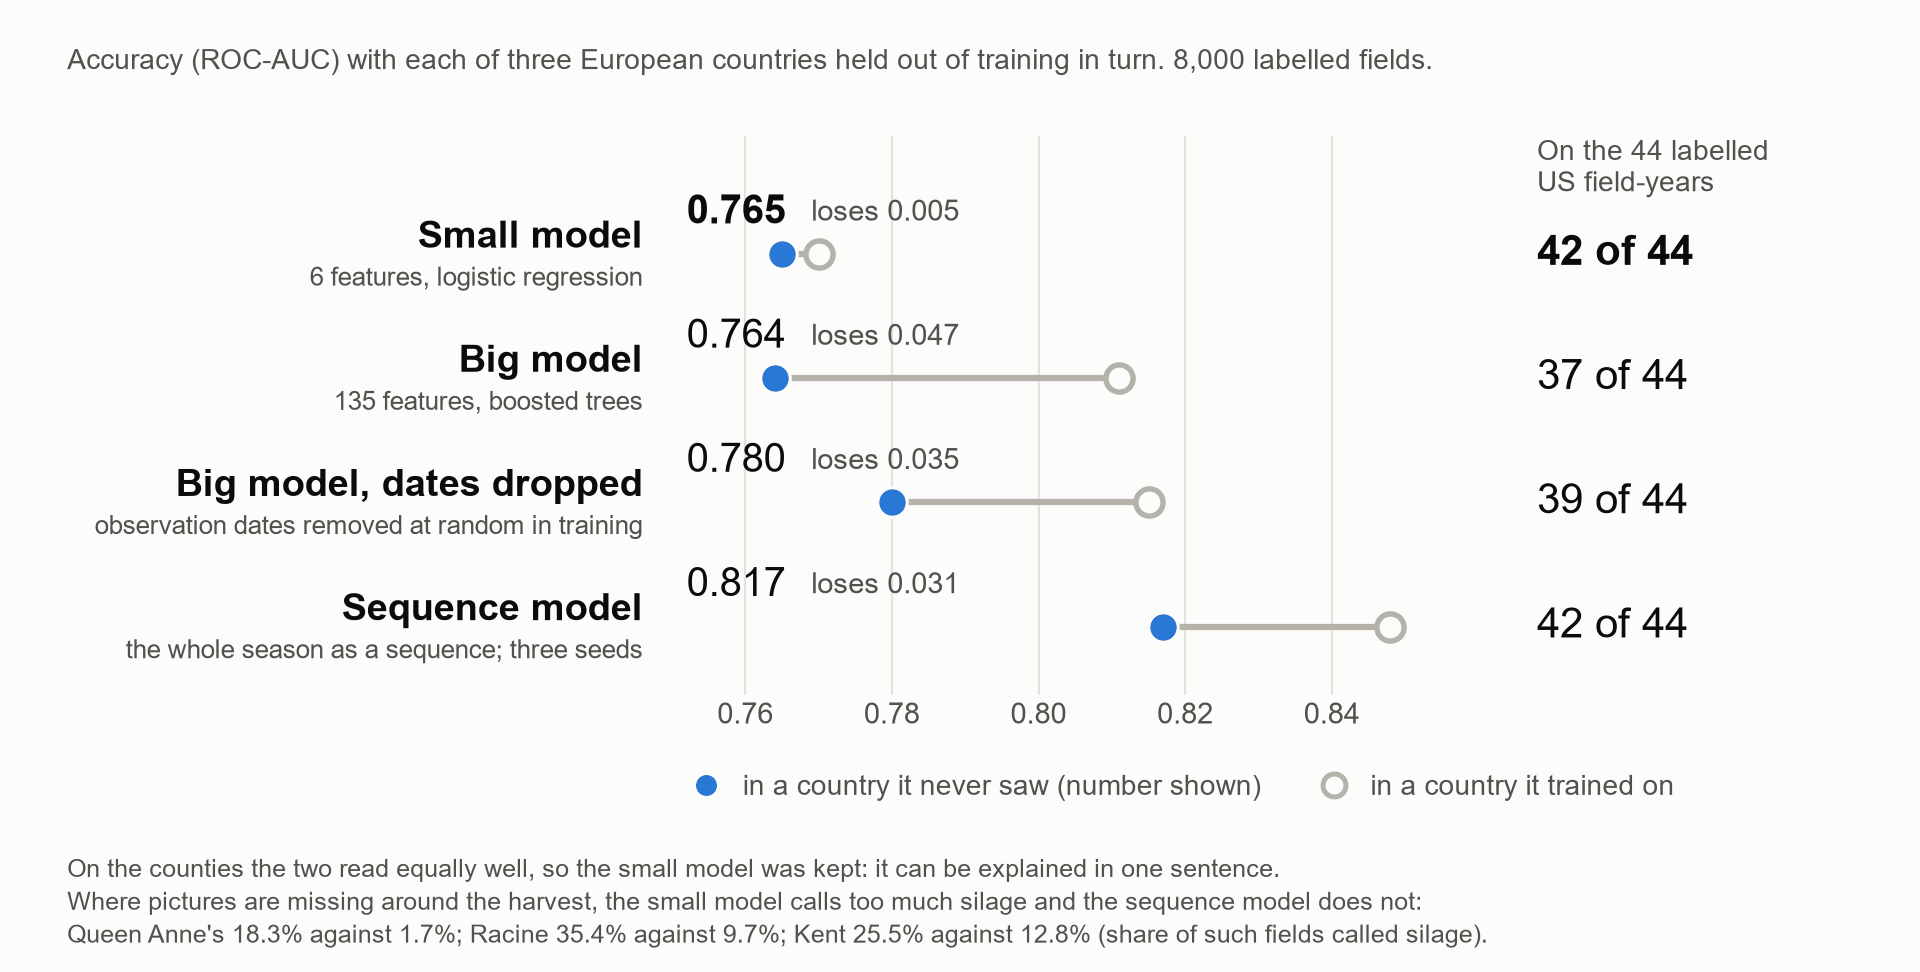 Accuracy (ROC-AUC) with each of three European countries held out of training in turn. 8,000 labelled fields.
On the 44 labelled
US field-years
0.765 loses 0.005
Small model
6 features, logistic regression
42 of 44
0.764 loses 0.047
Big model
135 features, boosted trees
37 of 44
0.780 loses 0.035
Big model, dates dropped
observation dates removed at random in training
39 of 44
0.817 loses 0.031
Sequence model
the whole season as a sequence; three seeds
42 of 44
0.76 0.78 0.80 0.82 0.84
in a country it never saw (number shown) in a country it trained on
On the counties the two read equally well, so the small model was kept: it can be explained in one sentence.
Where pictures are missing around the harvest, the small model calls too much silage and the sequence model does not:
Queen Anne's 18.3% against 1.7%; Racine 35.4% against 9.7%; Kent 25.5% against 12.8% (share of such fields called silage).